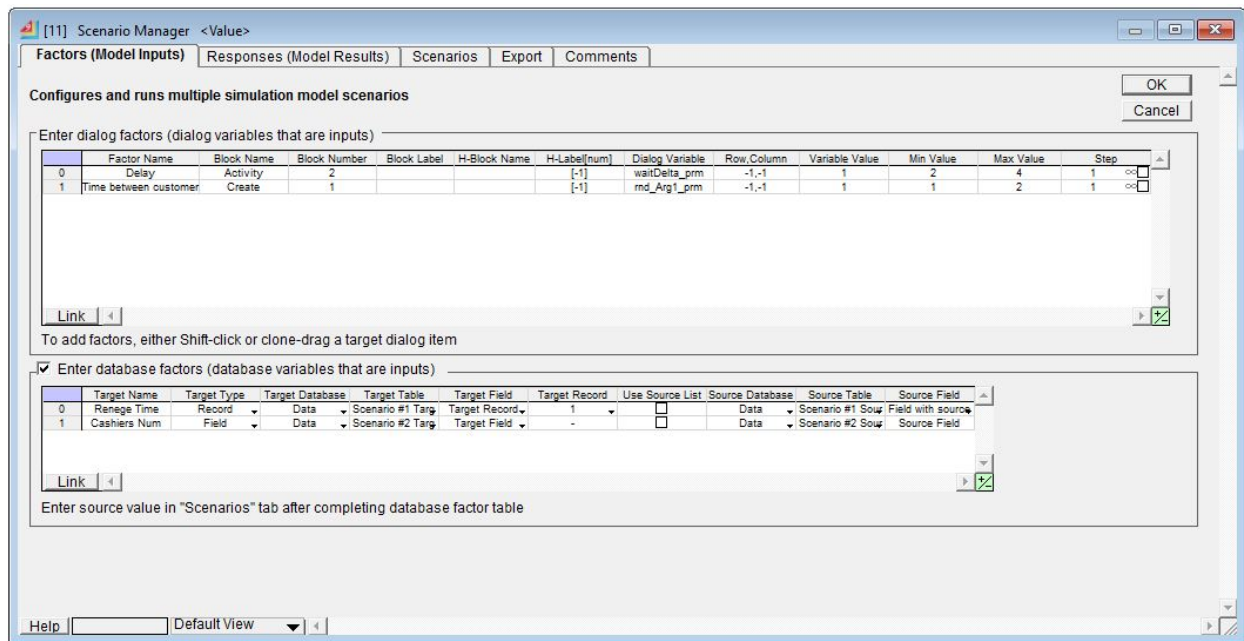 [11] Scenario Manager <Value>
Factors (Model Inputs) Responses (Model Results) Scenarios Export Comments
OK
Configures and runs multiple simulation model scenarios
Cancel
Enter dialog factors (dialog variables that are inputs)
Factor Name Block Name Block Number Block Label H-Block Name H-Label[num] Dialog Variable Row,Column Variable Value Min Value Max Value Step
0 Delay Activity 2 [-1] waitDelta_prm -1,-1 1 2 4 1 ∞
1 Time between customer Create 1 [-1] rnd_Arg1_prm -1,-1 1 1 2 1 ∞
Link
To add factors, either Shift-click or clone-drag a target dialog item
Enter database factors (database variables that are inputs)
Target Name Target Type Target Database Target Table Target Field Target Record Use Source List Source Database Source Table Source Field
0 Renege Time Record Data Scenario #1 Targ Target Record 1 Data Scenario #1 Sour Field with source
1 Cashiers Num Field Data Scenario #2 Targ Target Field - Data Scenario #2 Sour Source Field
Link
Enter source value in "Scenarios" tab after completing database factor table
Help Default View